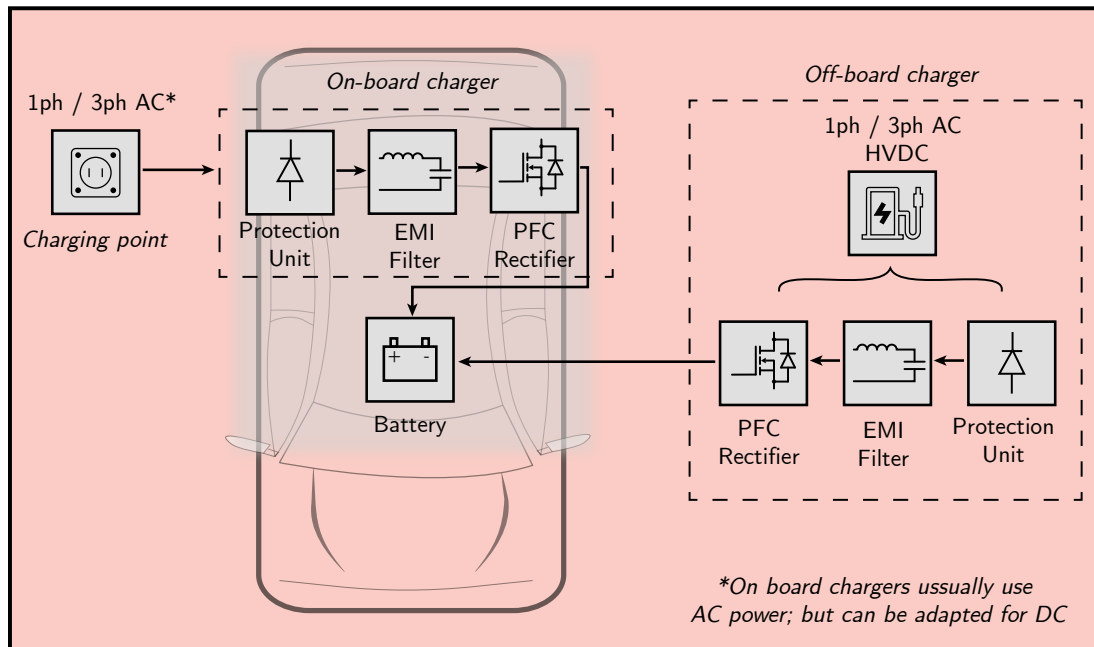 On-board charger
1ph / 3ph AC*
Charging point
Protection
Unit
EMI
Filter
PFC
Rectifier
+ -
Battery
Off-board charger
1ph / 3ph AC
HVDC
PFC
Rectifier
EMI
Filter
Protection
Unit
*On board chargers ussually use
AC power; but can be adapted for DC